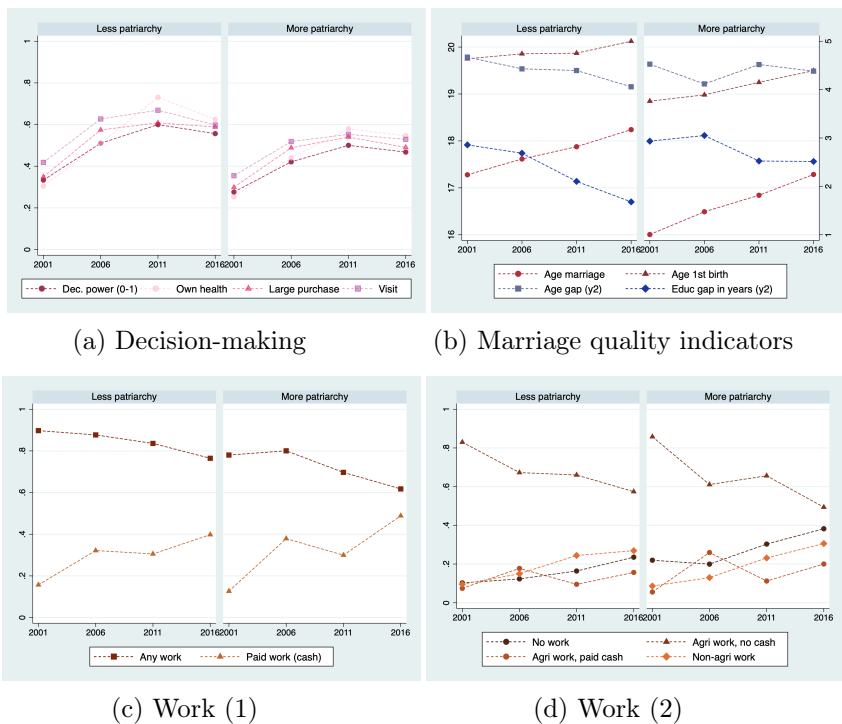 Less patriarchy More patriarchy
1
.8
.6
.4
.2
0
2001 2006 2011 2016 2001 2006 2011 2016
Dec. power (0-1) Own health Large purchase Visit
(a) Decision-making
Less patriarchy More patriarchy
20 5
19 4
18 3
17 2
16 1
2001 2006 2011 2016 2001 2006 2011 2016
Age marriage Age 1st birth
Age gap (y2) Educ gap in years (y2)
(b) Marriage quality indicators
Less patriarchy More patriarchy
1
.8
.6
.4
.2
0
2001 2006 2011 2016 2001 2006 2011 2016
Any work Paid work (cash)
(c) Work (1)
Less patriarchy More patriarchy
1
.8
.6
.4
.2
0
2001 2006 2011 2016 2001 2006 2011 2016
No work Agri work, no cash
Agri work, paid cash Non-agri work
(d) Work (2)